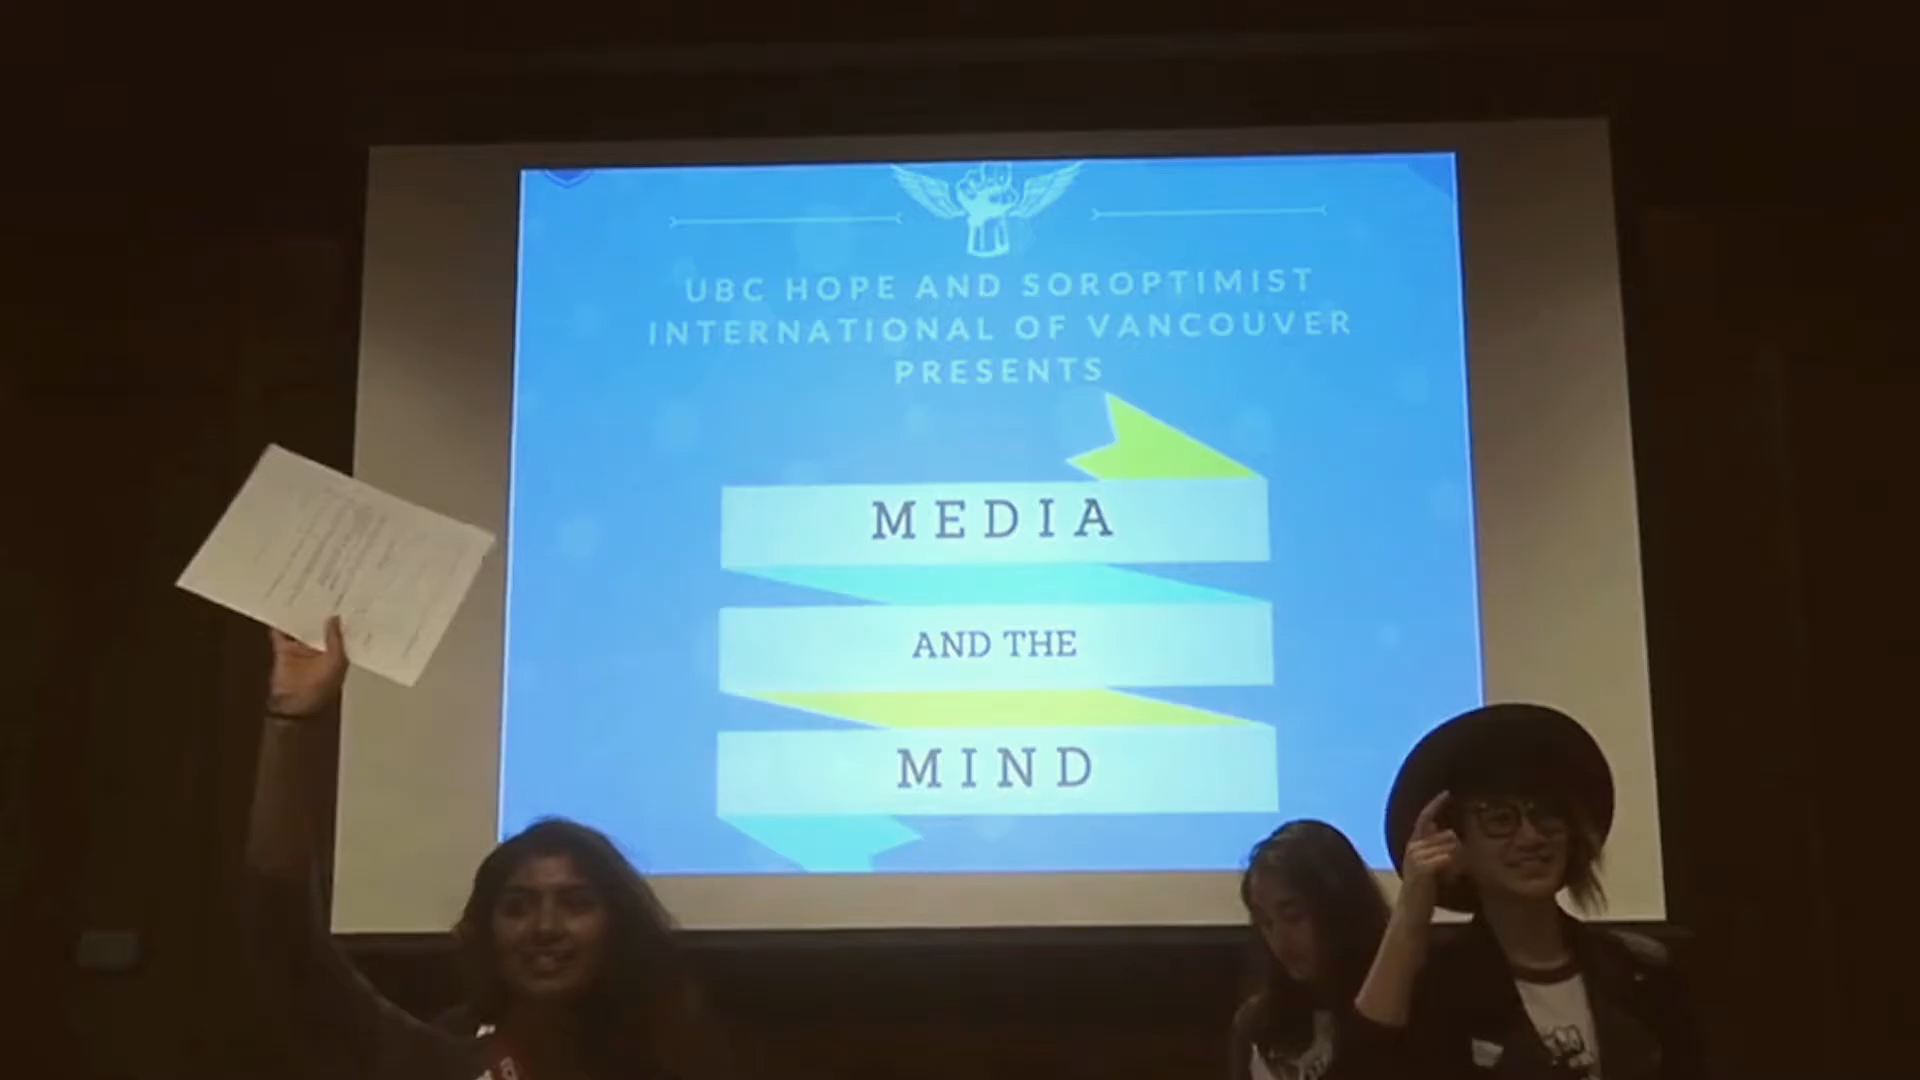 UBC HOPE AND SOROPTIMIST
INTERNATIONAL OF VANCOUVER
PRESENTS
MEDIA
AND THE
MIND